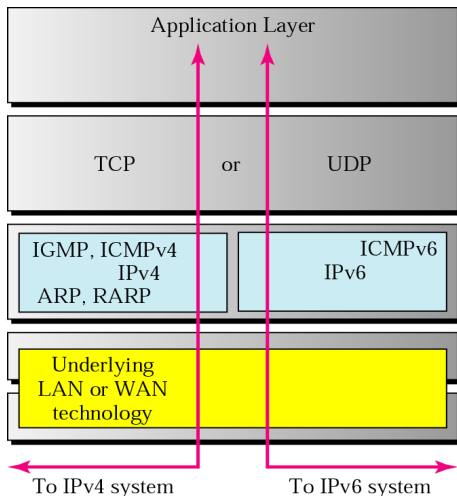 Application Layer
TCP or UDP
IGMP, ICMPv4
IPv4
ARP, RARP
ICMPv6
IPv6
Underlying
LAN or WAN
technology
To IPv4 system
To IPv6 system